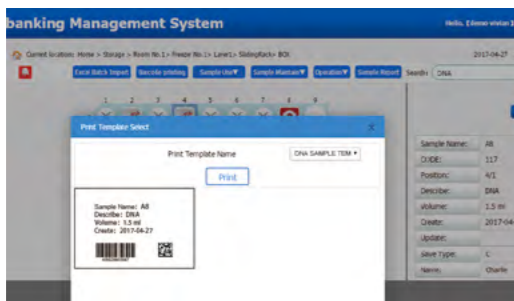 banking Management System
Hello. Edemo vivian
Current location: Home > Storage > Room No.1> Freeze No.1> Layer1> SlidingRack> BOX
2017-04-27
Excel Batch Import
Barcode printing
Sample Use▼
Sample Maintain▼
Operation▼
Sample Report
Search:
DNA
1 2 3 4 5 6 7 8 9
Print Template Select
X
Print Template Name
DNA SAMPLE TEM
Print
Sample Name: A8
Describe: DNA
Volume: 1.5 ml
Create: 2017-04-27
Sample Name: A8
CODE: 117
Position: 4/1
Describe: DNA
Volume: 1.5 m
Create: 2017-04
Update:
Save Type: C
Name: Charlie